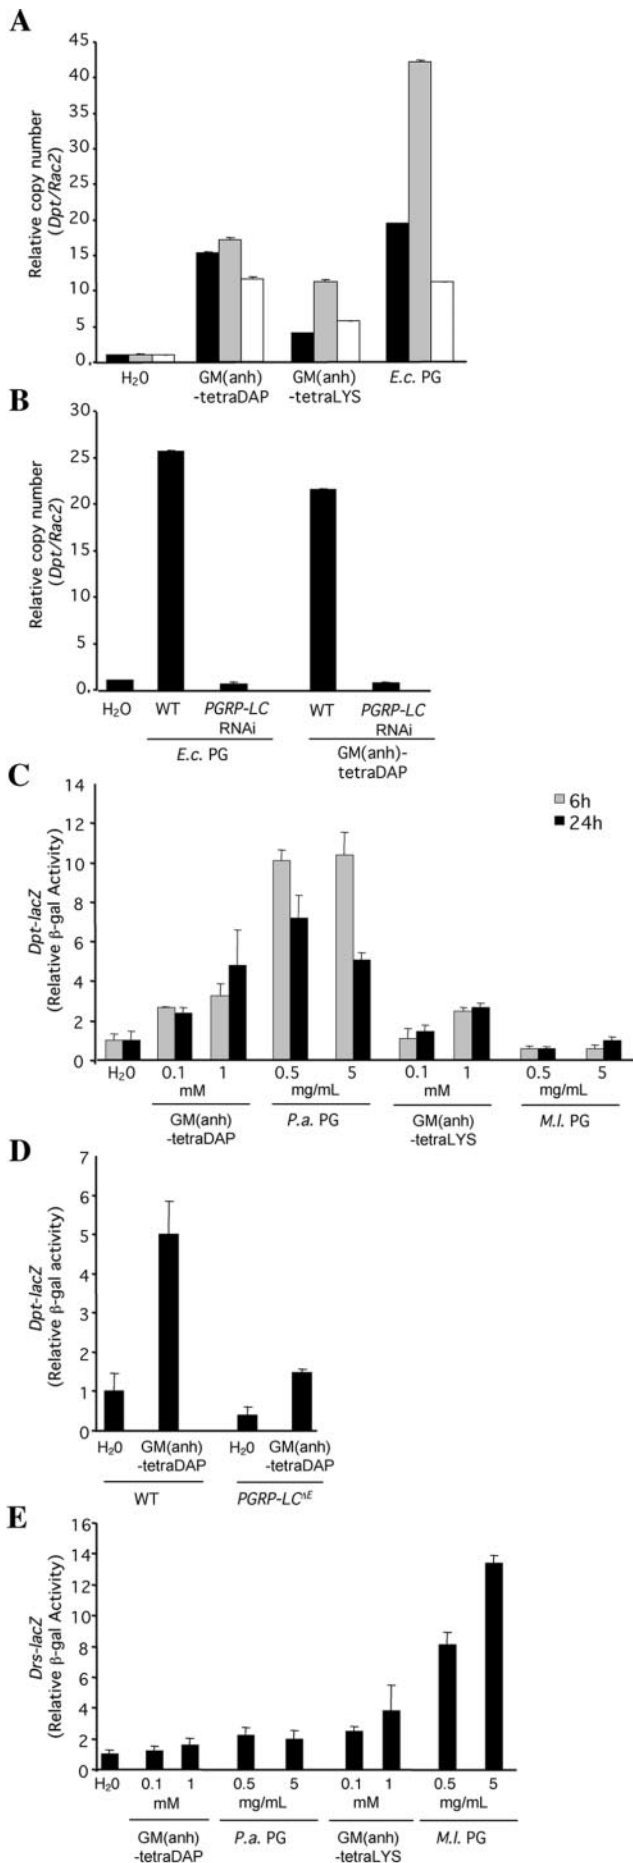 A
Relative copy number
(Dpt/Rac2)
45
40
35
30
25
20
15
10
5
0,
H₂0
GM(anh)
-tetraDAP
GM(anh)
-tetraLYS
E.c. PG
B
Relative copy number
(Dpt/Rac2)
30
25
20
15
10
5
0,
H₂O
WT
PGRP-LC
RNAi
WT
PGRP-LC
RNAi
E.c. PG
GM(anh)-
tetraDAP
C
Dpt-lacZ
(Relative β-gal Activity)
14
12
10
8
6
4
2
0
6h
24h
H₂O
0.1
1
0.5
5
0.1
1
0.5
5
mM
mg/mL
mM
mg/mL
GM(anh)
-tetraDAP
P.a. PG
GM(anh)
-tetraLYS
M.l. PG
D
Dpt-lacZ
(Relative β-gal activity)
7
6
5
4
3
2
1
0
H₂0
GM(anh)
-tetraDAP
H₂0
GM(anh)
-tetraDAP
WT
PGRP-LCᐞE
E
Drs-lacZ
(Relative β-gal Activity)
16
14
12
10
8
6
4
2
0
H₂0
0.1
1
0.5
5
0.1
1
0.5
5
mM
mg/mL
mM
mg/mL
GM(anh)
-tetraDAP
P.a. PG
GM(anh)
-tetraLYS
M.l. PG